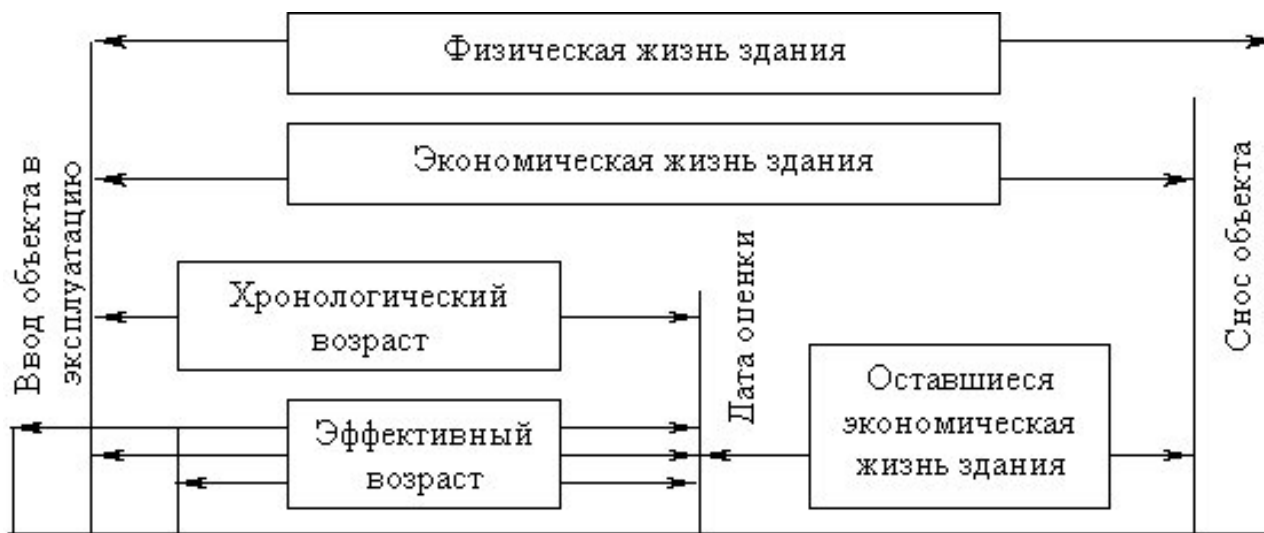 Физическая жизнь здания
Экономическая жизнь здания
Ввод объекта в
эксплуатацию
Хронологический
возраст
Дата оценки
Снос объекта
Эффективный
возраст
Оставшиеся
экономическая
жизнь здания